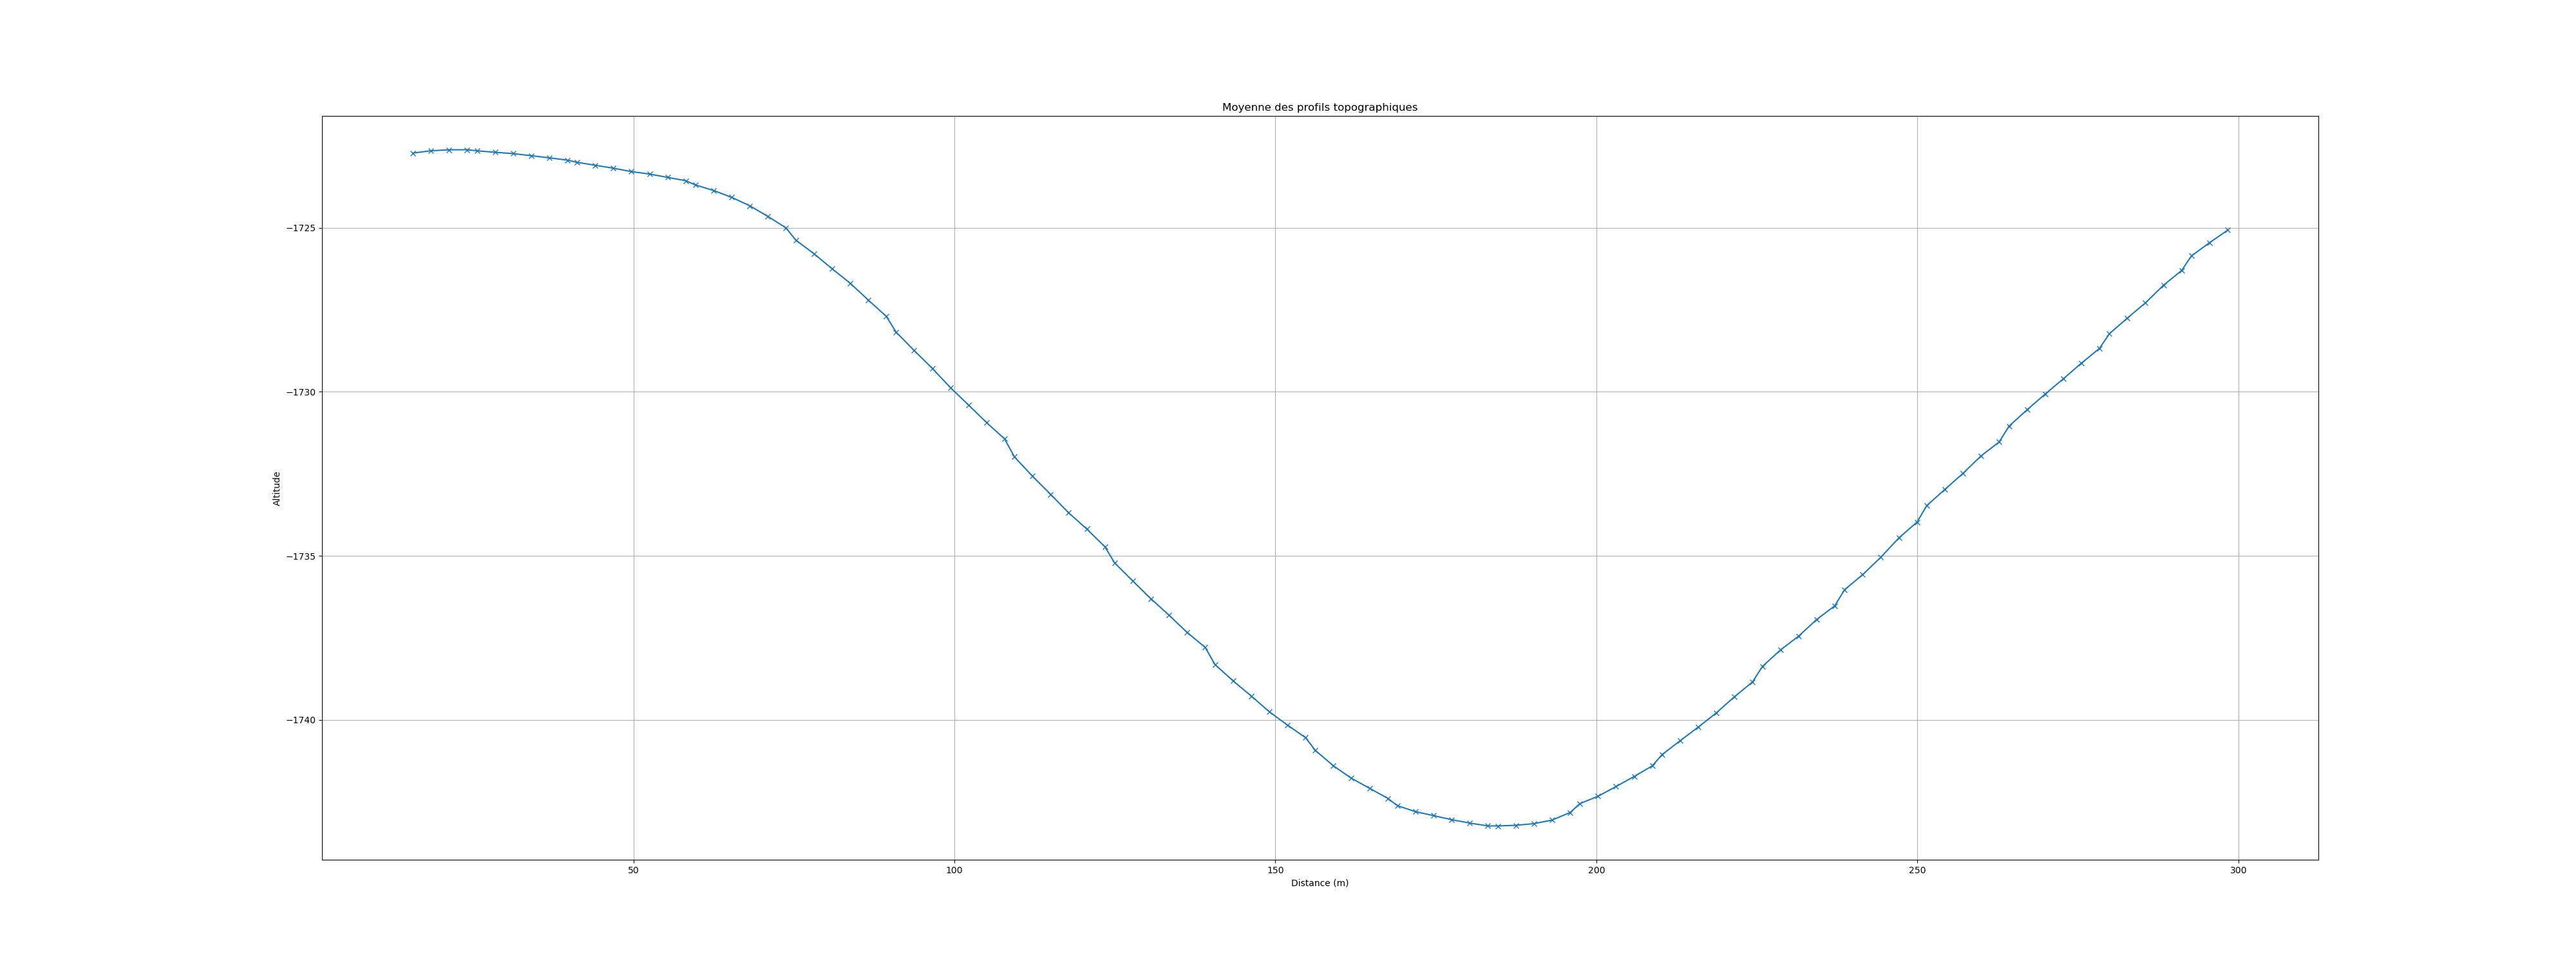 Moyenne des profils topographiques
−1725
−1730
−1735
−1740
Altitude
50 100 150 200 250 300
Distance (m)